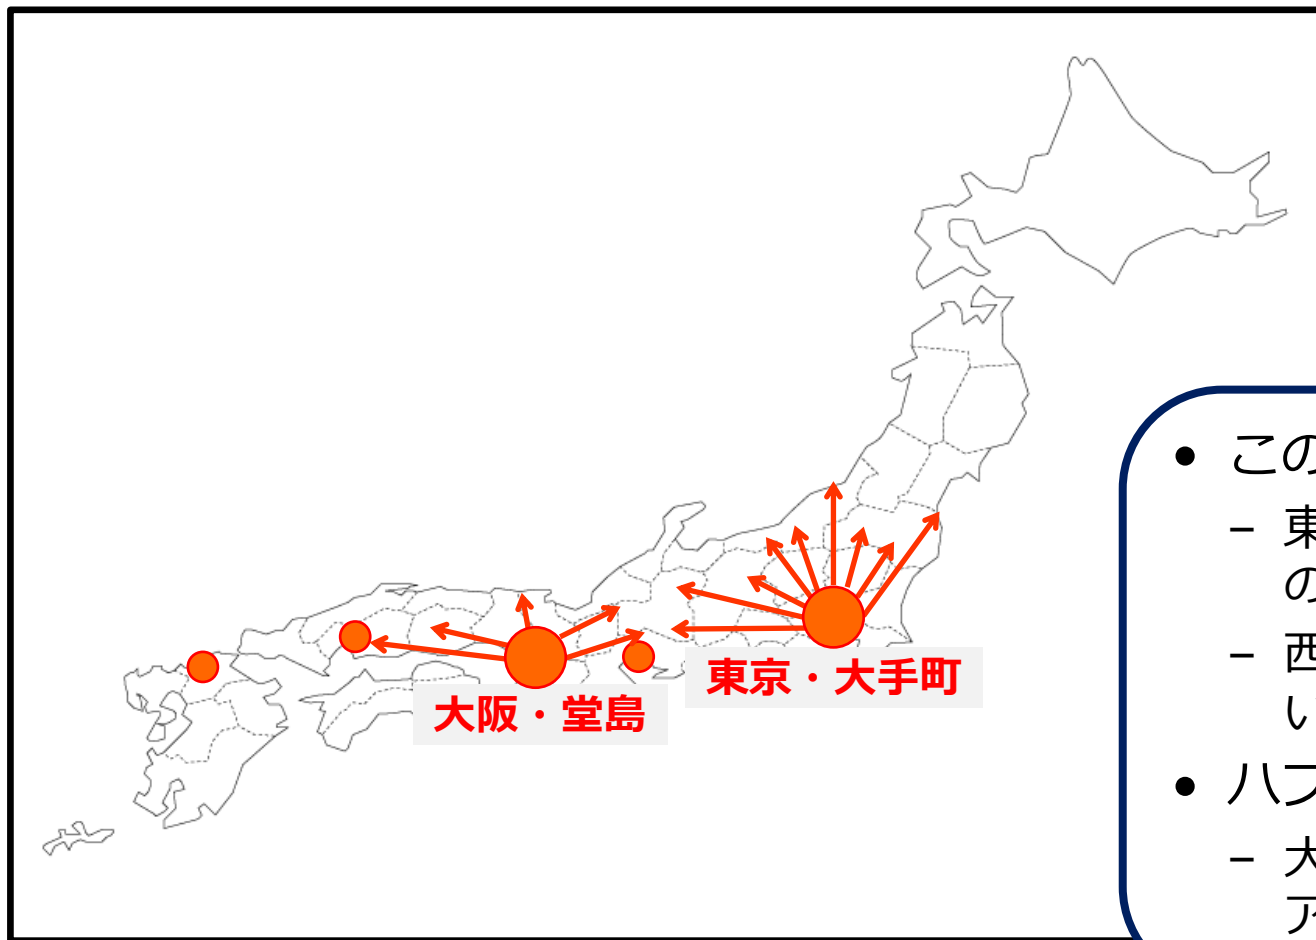 東京・大手町
大阪・堂島
• この
– 東
の
– 西
い
• ハブ
– 大
ア